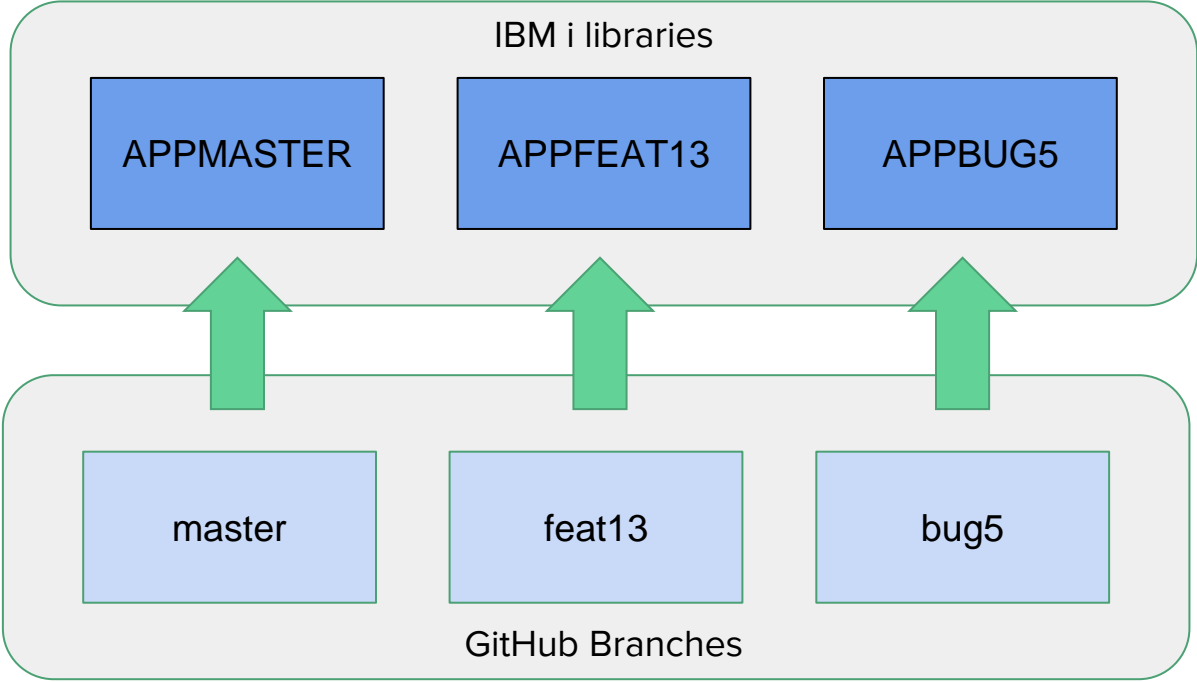 IBM i libraries
APPMASTER
APPFEAT13
APPBUG5
master
feat13
bug5
GitHub Branches